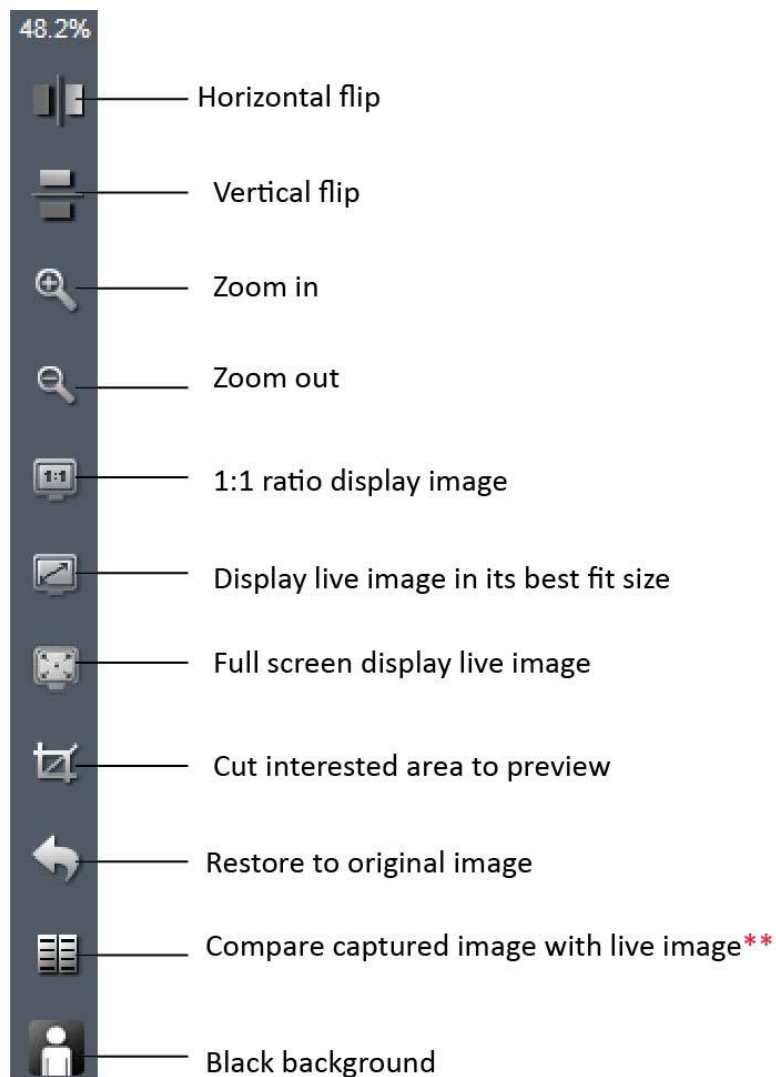 48.2%
Horizontal flip
Vertical flip
Zoom in
Zoom out
1:1
1:1 ratio display image
Display live image in its best fit size
Full screen display live image
Cut interested area to preview
Restore to original image
Compare captured image with live image**
Black background